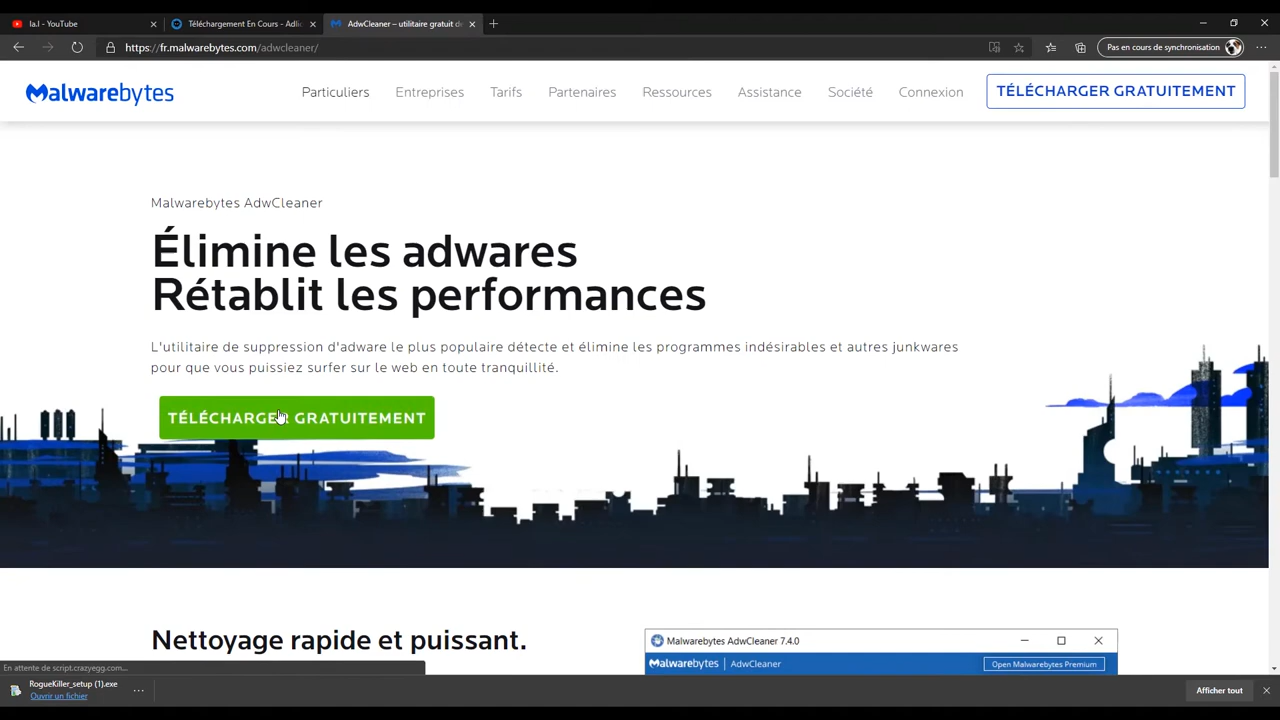 la.l - YouTube
Téléchargement En Cours - Adli
AdwCleaner – utilitaire gratuit de
https://fr.malwarebytes.com/adwcleaner/
Pas en cours de synchronisation
Malwarebytes
Particuliers
Entreprises
Tarifs
Partenaires
Ressources
Assistance
Société
Connexion
TÉLÉCHARGER GRATUITEMENT
Malwarebytes AdwCleaner
Élimine les adwares
Rétablit les performances
L'utilitaire de suppression d'adware le plus populaire détecte et élimine les programmes indésirables et autres junkwares
pour que vous puissiez surfer sur le web en toute tranquillité.
TÉLÉCHARGER GRATUITEMENT
Nettoyage rapide et puissant.
Malwarebytes AdwCleaner 7.4.0
Malwarebytes | AdwCleaner
Open Malwarebytes Premium
En attente de script.crazyegg.com...
RogueKiller_setup (1).exe
Ouvrir un fichier
Afficher tout